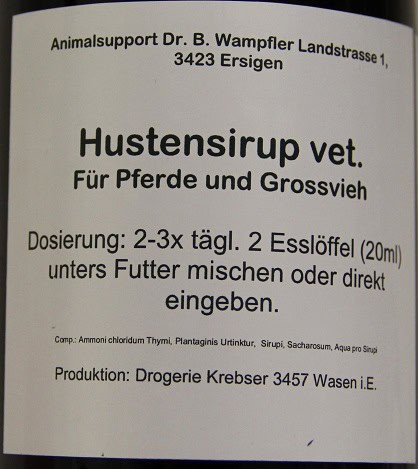 Animalsupport Dr. B. Wampfler Landstrasse 1,
3423 Ersigen
Hustensirup vet.
Für Pferde und Grossvieh
Dosierung: 2-3x tägl. 2 Esslöffel (20ml)
unters Futter mischen oder direkt
eingeben.
Comp.: Ammoni chloridum Thymi, Plantaginis Urtinktur, Sirupi, Sacharosum, Aqua pro Sirupi
Produktion: Drogerie Krebser 3457 Wasen i.E.